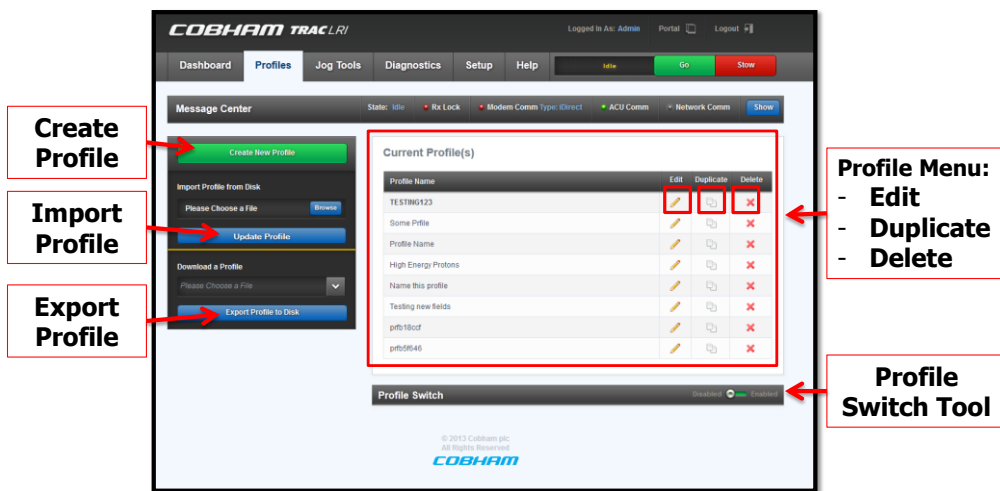 COBHAM TRAC LRI
Logged In As: Admin Portal Logout
Dashboard Profiles Jog Tools Diagnostics Setup Help Idle Go Stow
Message Center State: Idle Rx Lock Modem Comm Type: iDirect ACU Comm Network Comm Show
Create
Profile
Create New Profile
Import Profile from Disk
Please Choose a File Browse
Import
Profile
Update Profile
Download a Profile
Please Choose a File
Export
Profile
Export Profile to Disk
Current Profile(s)
Profile Name Edit Duplicate Delete
TESTING123
Some Prfile
Profile Name
High Energy Protons
Name this profile
Testing new fields
prfb18ccf
prfb5f646
Profile Menu:
- Edit
- Duplicate
- Delete
Profile Switch Disabled Enabled
Profile
Switch Tool
© 2013 Cobham plc
All Rights Reserved
COBHAM